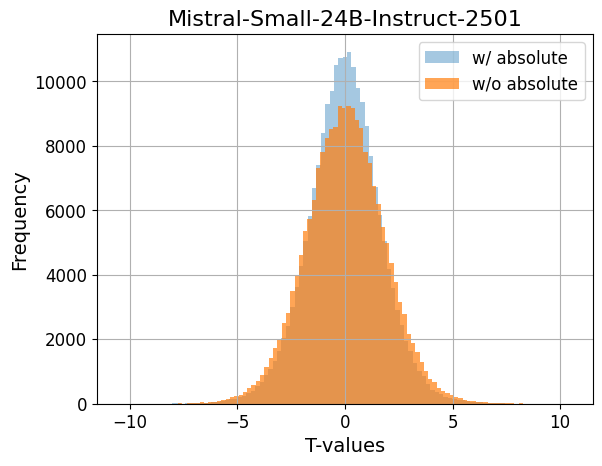 Mistral-Small-24B-Instruct-2501
w/ absolute
w/o absolute
10000
8000
6000
4000
2000
0
Frequency
−10
−5
0
5
10
T-values